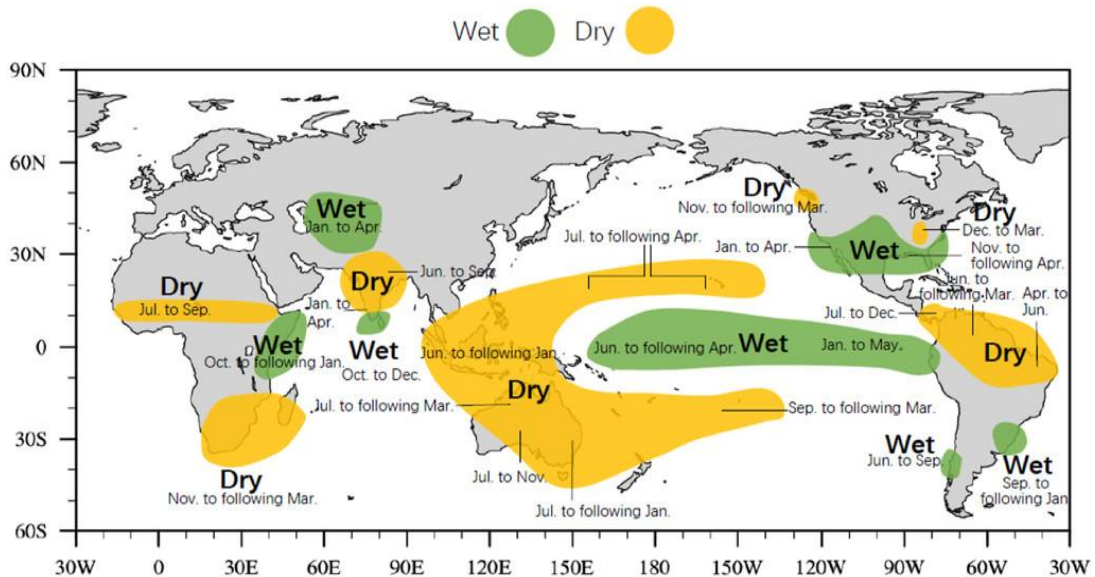 Wet Dry
90N
60N
30N
0
30S
60S
30W 0 30E 60E 90E 120E 150E 180 150W 120W 90W 60W 30W
Wet
Jan. to Apr.
Dry
Jun. to Sep.
Dry
Jul. to Sep.
Jan. to
Apr.
Wet
Oct. to following Jan.
Wet
Oct. to Dec.
Dry
Nov. to following Mar.
Jul. to following Apr.
Jun. to following Jan.
Dry
Jul. to following Mar.
Jul. to Nov.
Jul. to following Jan.
Sep. to following Mar.
Jun. to following Apr. Wet Jan. to May.
Dry
Nov. to following Mar.
Jan. to Apr.
Wet
Dry
Dec. to Mar.
Nov. to
following Apr.
Jun. to
following Mar.
Apr. to
Jun.
Jul. to Dec.
Dry
Wet
Jun. to Sep.
Wet
Sep. to
following Jan